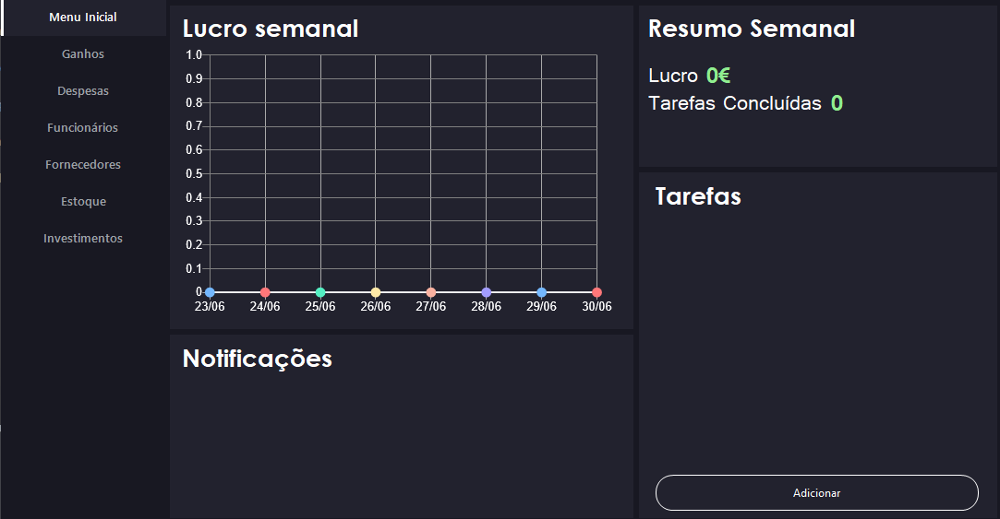 Menu Inicial
Ganhos
Despesas
Funcionários
Fornecedores
Estoque
Investimentos
Lucro semanal
1.0
0.9
0.8
0.7
0.6
0.5
0.4
0.3
0.2
0.1
0
23/06 24/06 25/06 26/06 27/06 28/06 29/06 30/06
Notificações
Resumo Semanal
Lucro 0€
Tarefas Concluídas 0
Tarefas
Adicionar